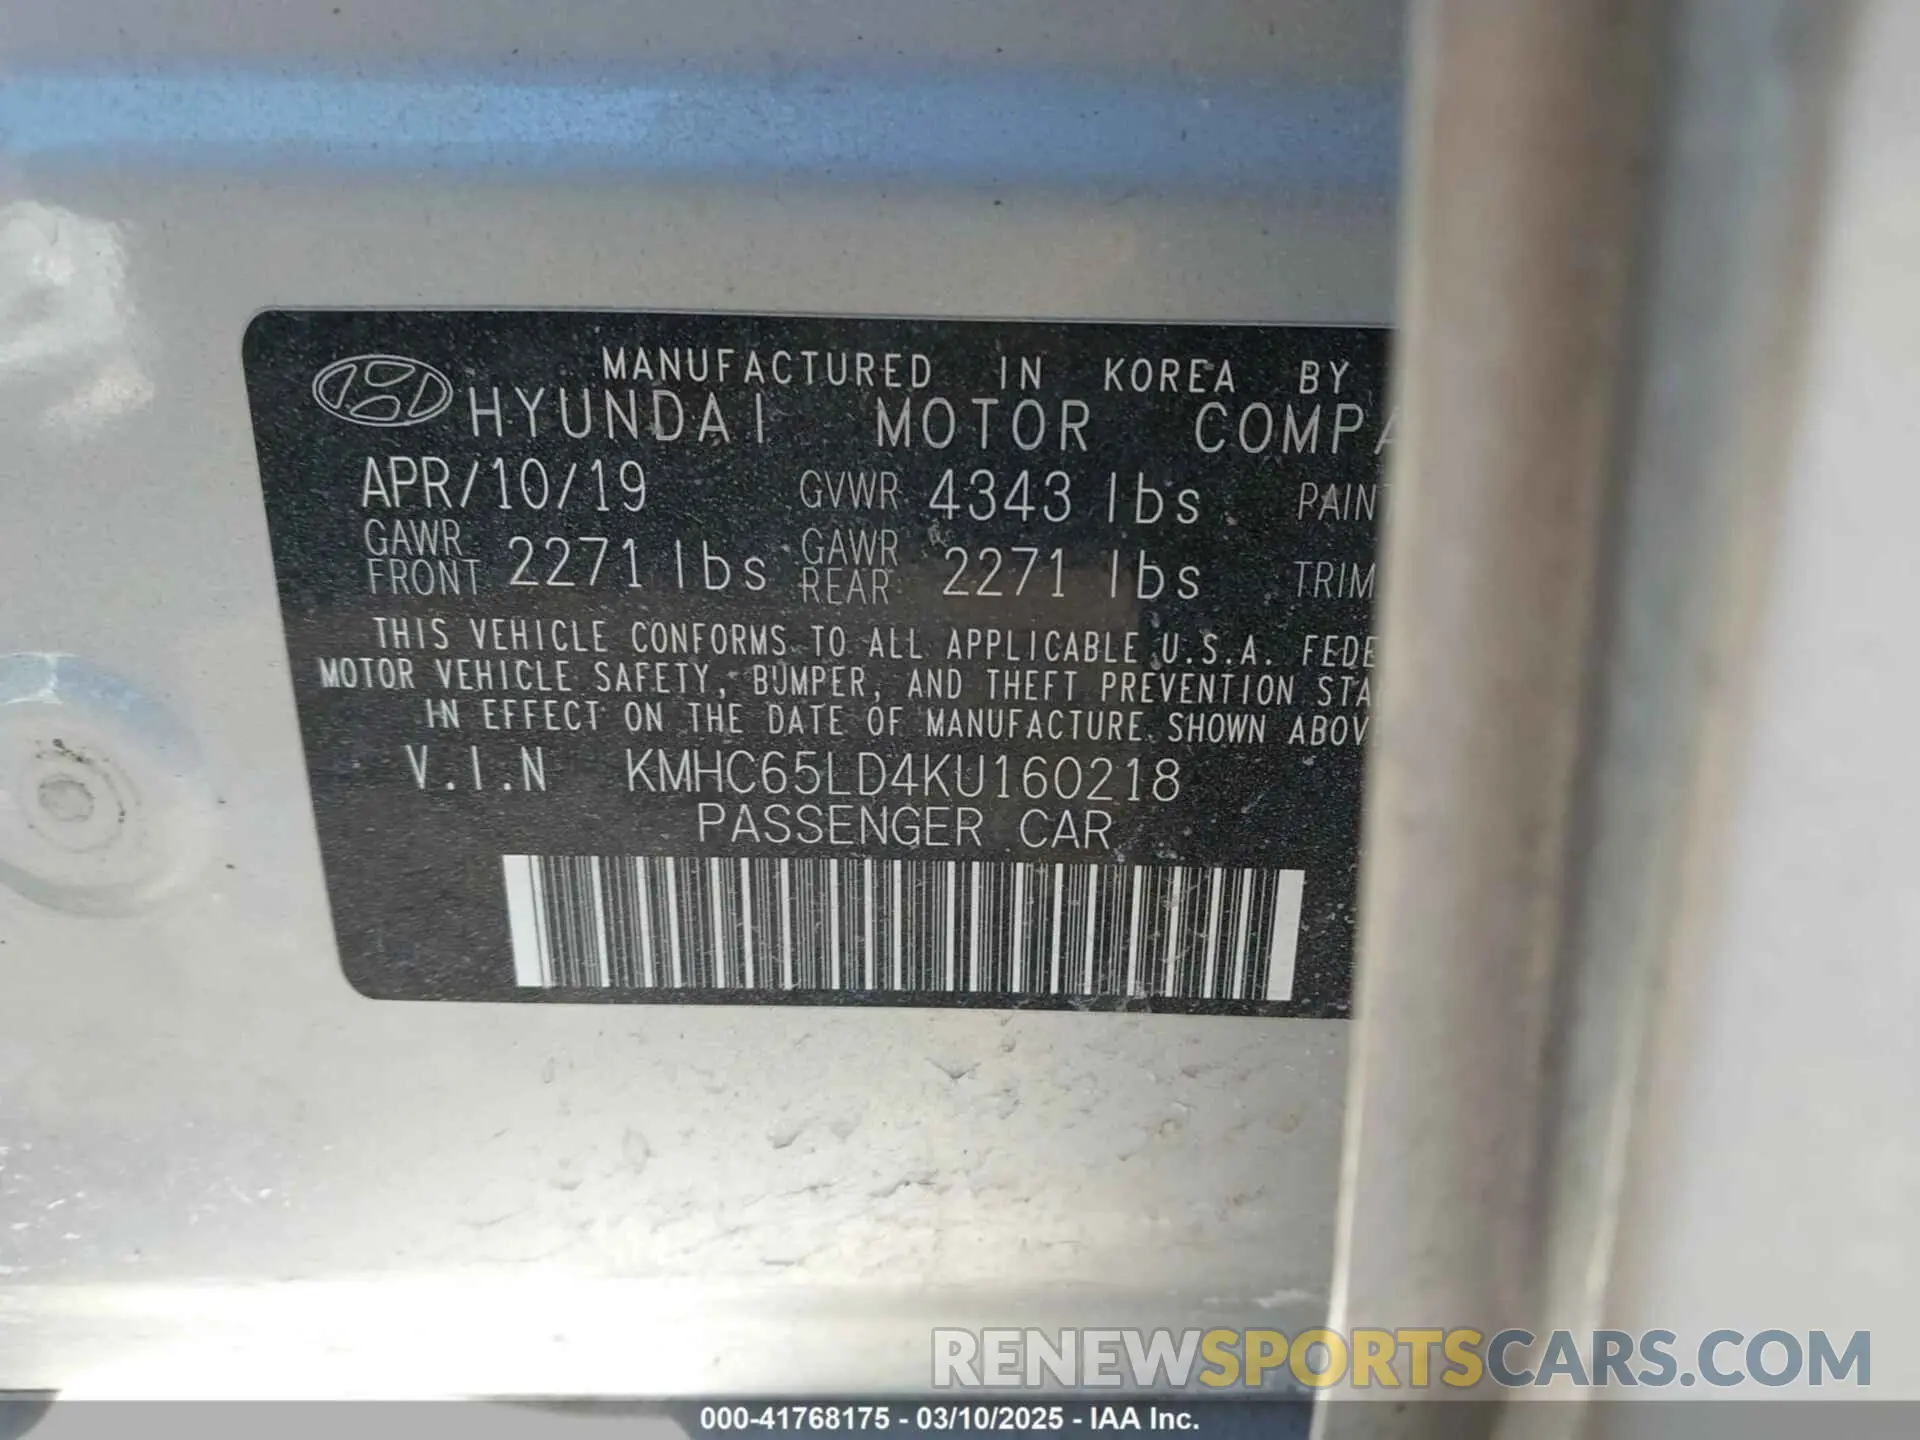 MANUFACTURED IN KOREA BY
HYUNDAI MOTOR COMPA
APR/10/19 GVWR 4343 lbs PAINT
GAWR FRONT 2271 lbs GAWR REAR 2271 lbs TRIM
THIS VEHICLE CONFORMS TO ALL APPLICABLE U.S.A. FEDE
MOTOR VEHICLE SAFETY, BUMPER, AND THEFT PREVENTION STA
IN EFFECT ON THE DATE OF MANUFACTURE SHOWN ABOV
V.I.N KMHC65LD4KU160218
PASSENGER CAR
RENEWSPORTSCARS.COM
000-41768175 - 03/10/2025 - IAA Inc.